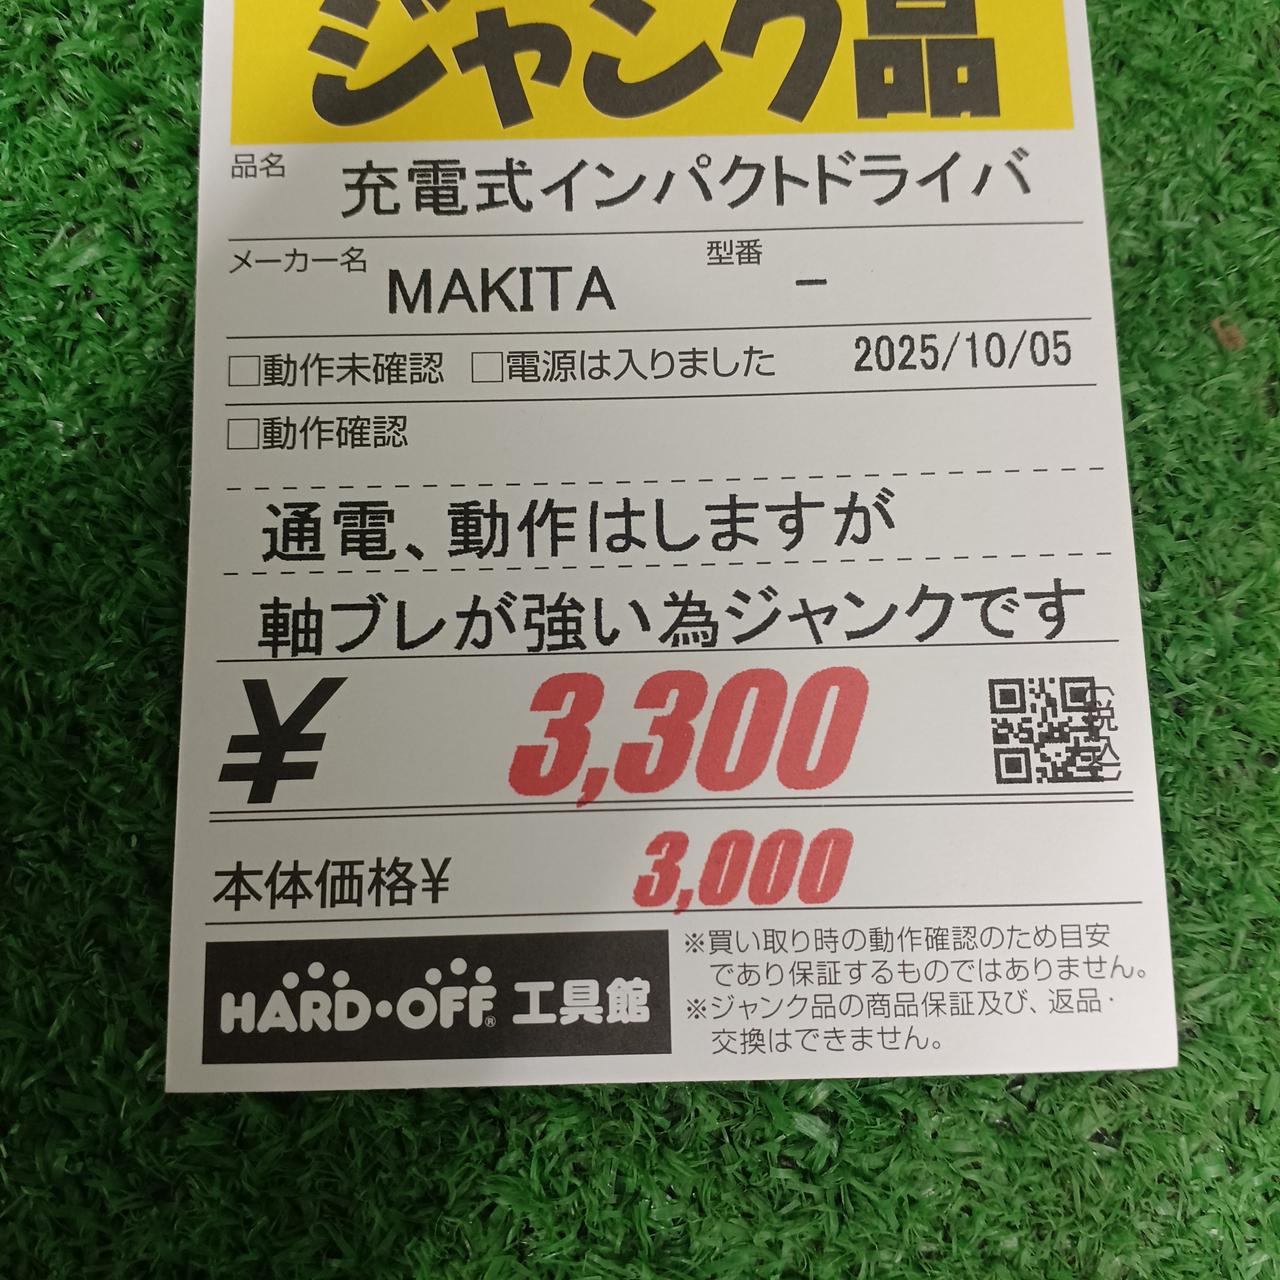 ジャンク品
品名 充電式インパクトドライバ
メーカー名 MAKITA 型番 －
□動作未確認 □電源は入りました 2025/10/05
□動作確認
通電、動作はしますが
軸ブレが強い為ジャンクです
¥ 3,300 (税込)
本体価格¥ 3,000
HARD・OFF® 工具館
※買い取り時の動作確認のため目安
であり保証するものではありません。
※ジャンク品の商品保証及び、返品・
交換はできません。